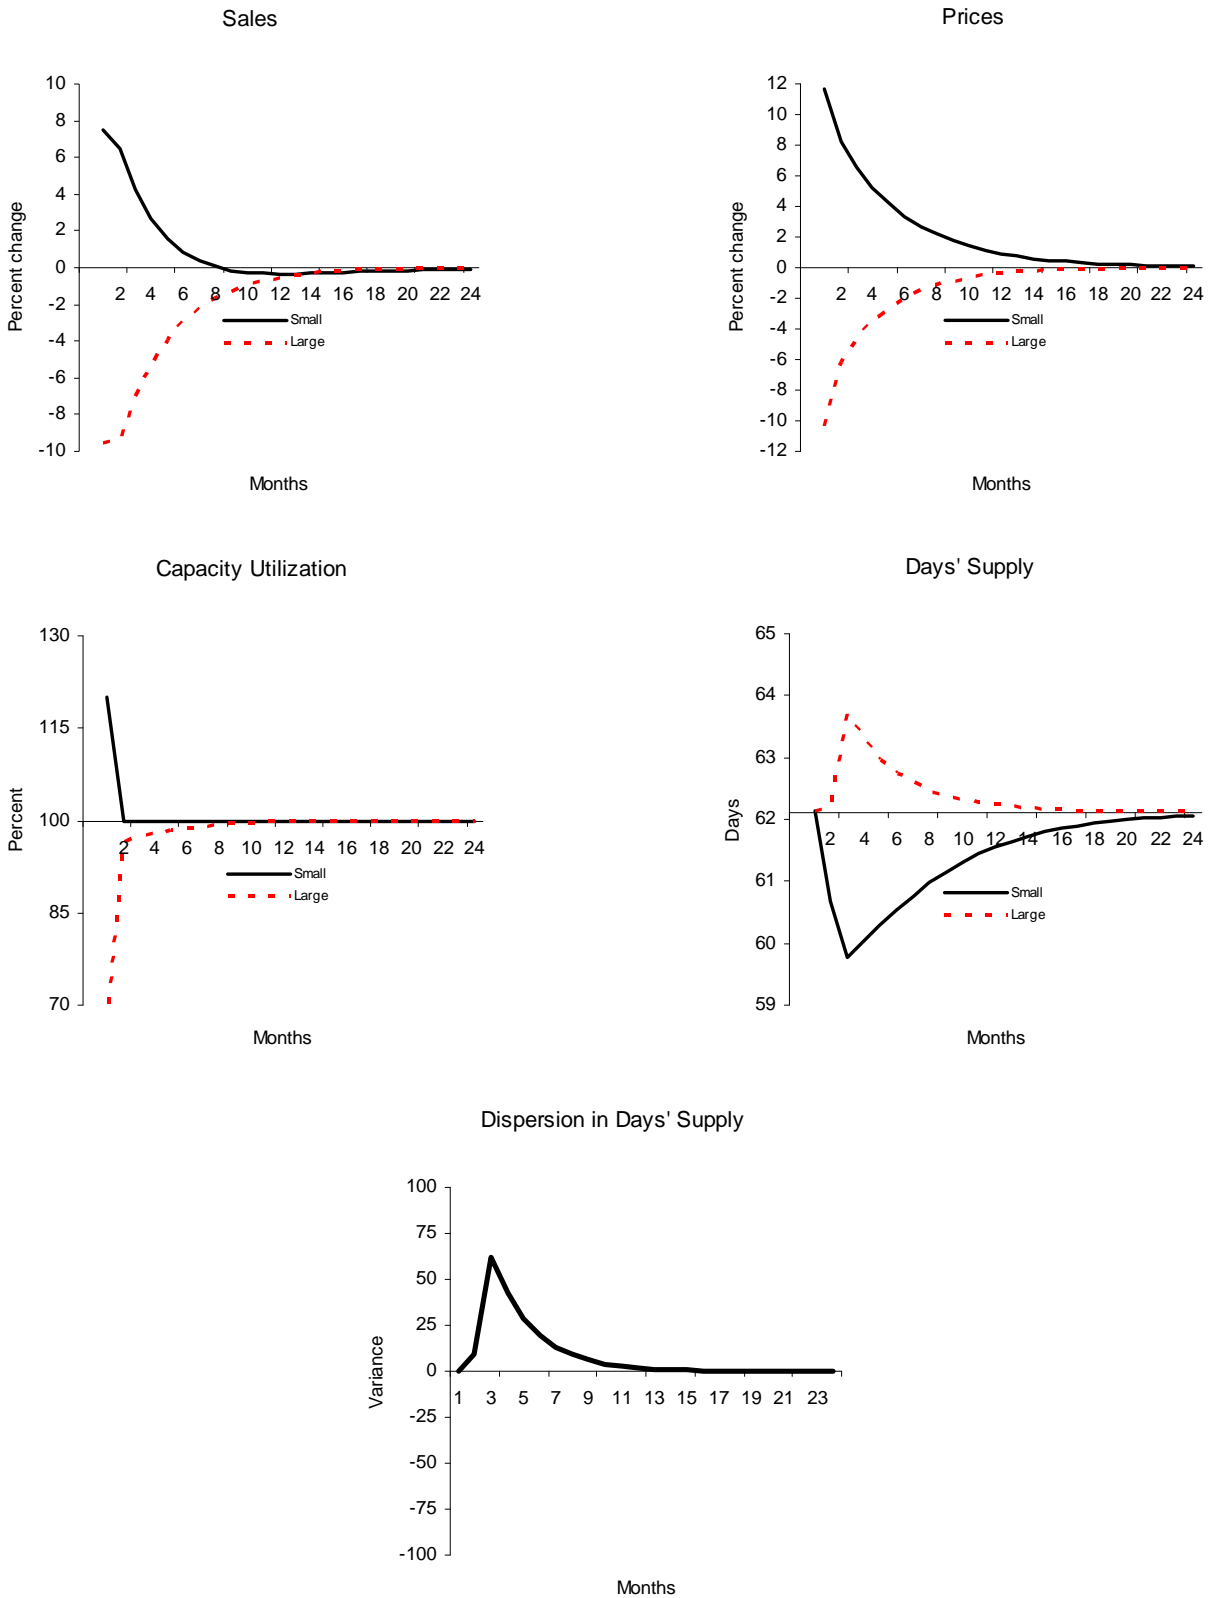 Sales
10
8
6
4
2
0
-2
-4
-6
-8
-10
Percent change
2 4 6 8 10 12 14 16 18 20 22 24
Small
Large
Months
Prices
12
10
8
6
4
2
0
-2
-4
-6
-8
-10
-12
Percent change
2 4 6 8 10 12 14 16 18 20 22 24
Small
Large
Months
Capacity Utilization
130
115
100
85
70
Percent
2 4 6 8 10 12 14 16 18 20 22 24
Small
Large
Months
Days' Supply
65
64
63
62
61
60
59
Days
2 4 6 8 10 12 14 16 18 20 22 24
Small
Large
Months
Dispersion in Days' Supply
100
75
50
25
0
-25
-50
-75
-100
Variance
1 3 5 7 9 11 13 15 17 19 21 23
Months